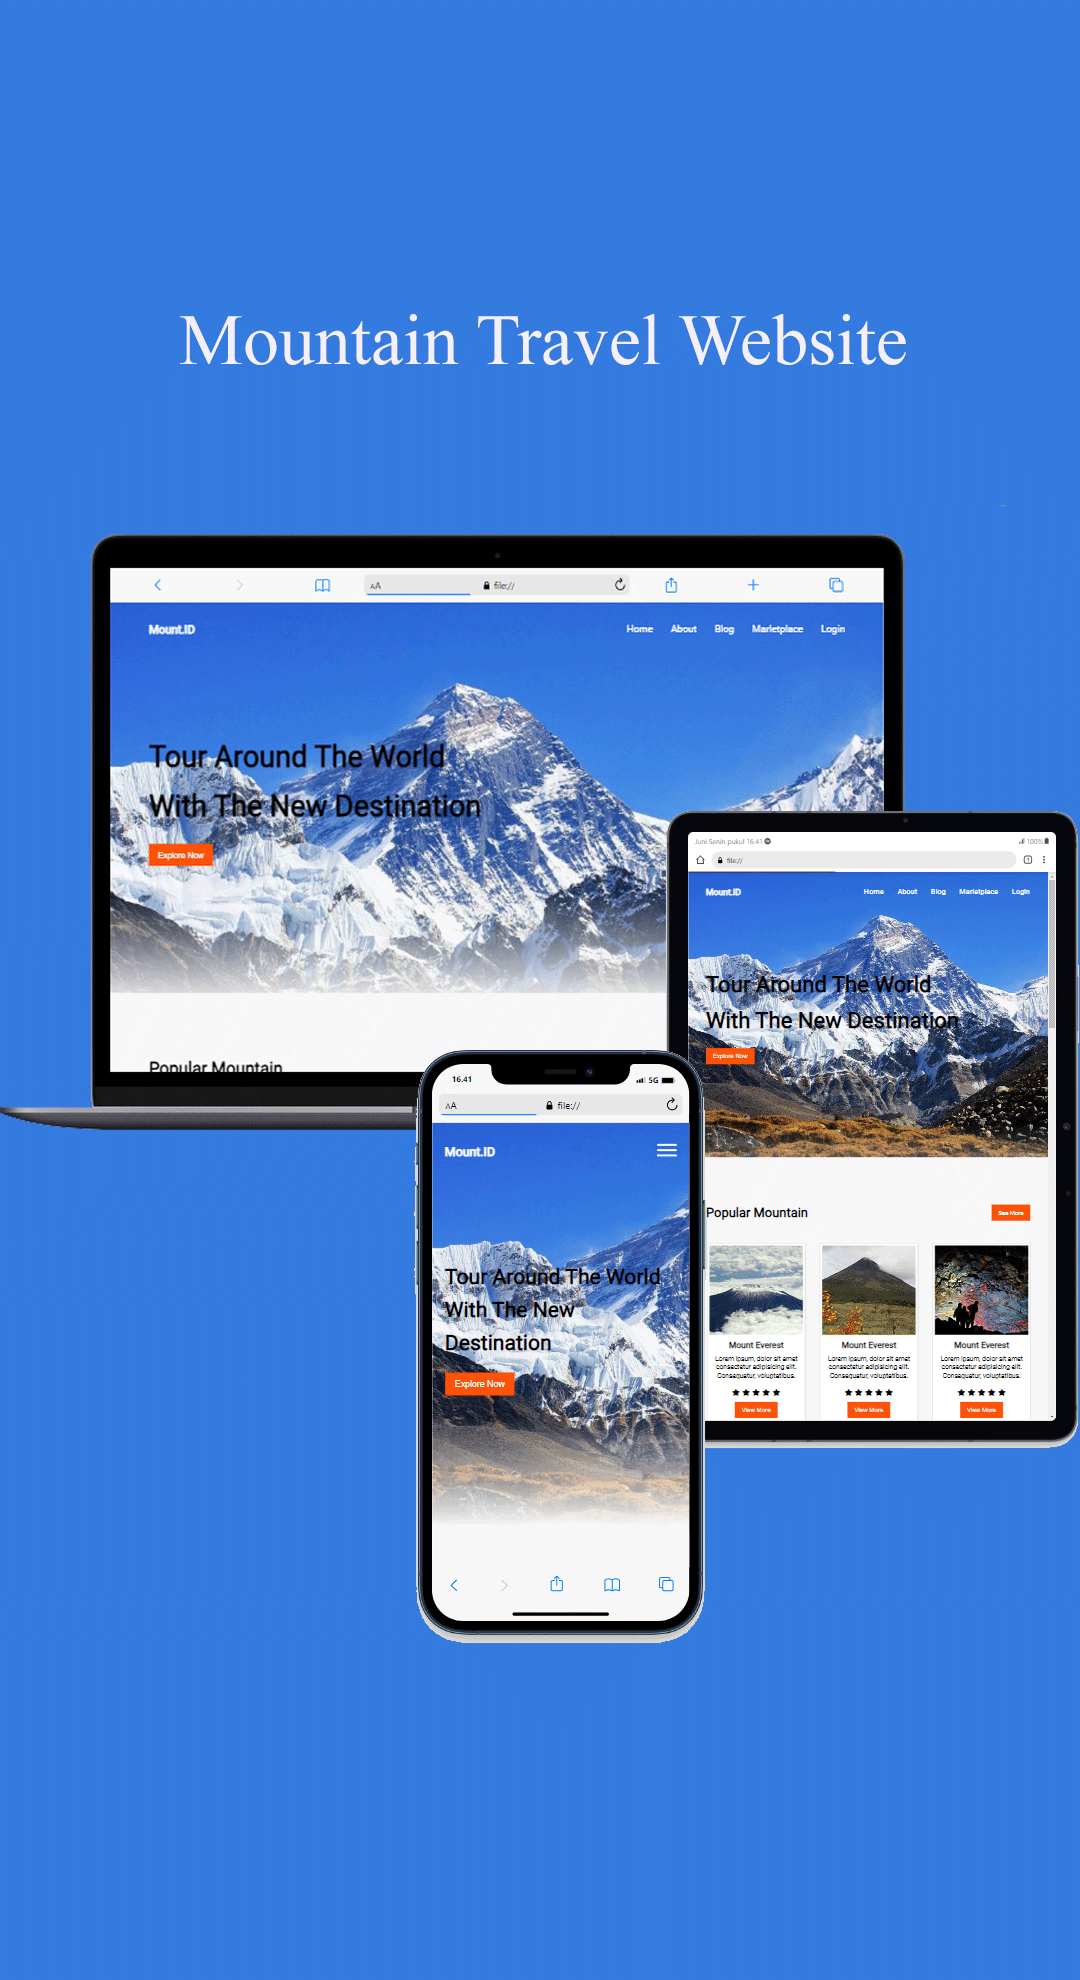 Mountain Travel Website
AA file://
Mount.ID Home About Blog Marletplace Login
Tour Around The World
With The New Destination
Explore Now
Popular Mountain
Juni Senin pukul 16.41 100%
file:// 1
Mount.ID Home About Blog Marletplace Login
Tour Around The World
With The New Destination
Explore Now
Popular Mountain See More
Mount Everest Mount Everest Mount Everest
Lorem ipsum, dolor sit amet Lorem ipsum, dolor sit amet Lorem ipsum, dolor sit amet
consectetur adipisicing elit. consectetur adipisicing elit. consectetur adipisicing elit.
Consequatur, voluptatibus. Consequatur, voluptatibus. Consequatur, voluptatibus.
View More View More View More
16.41 5G
AA file://
Mount.ID
Tour Around The World
With The New
Destination
Explore Now